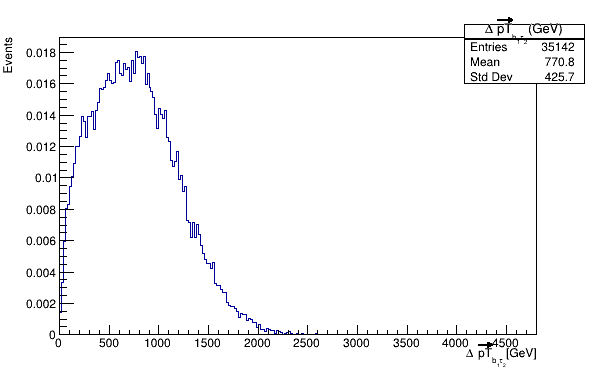 Δ pT b₁τ₂ (GeV)
Entries 35142
Mean 770.8
Std Dev 425.7
Events
0.018
0.016
0.014
0.012
0.01
0.008
0.006
0.004
0.002
0
0 500 1000 1500 2000 2500 3000 3500 4000 4500
Δ pT b₁τ₂ [GeV]